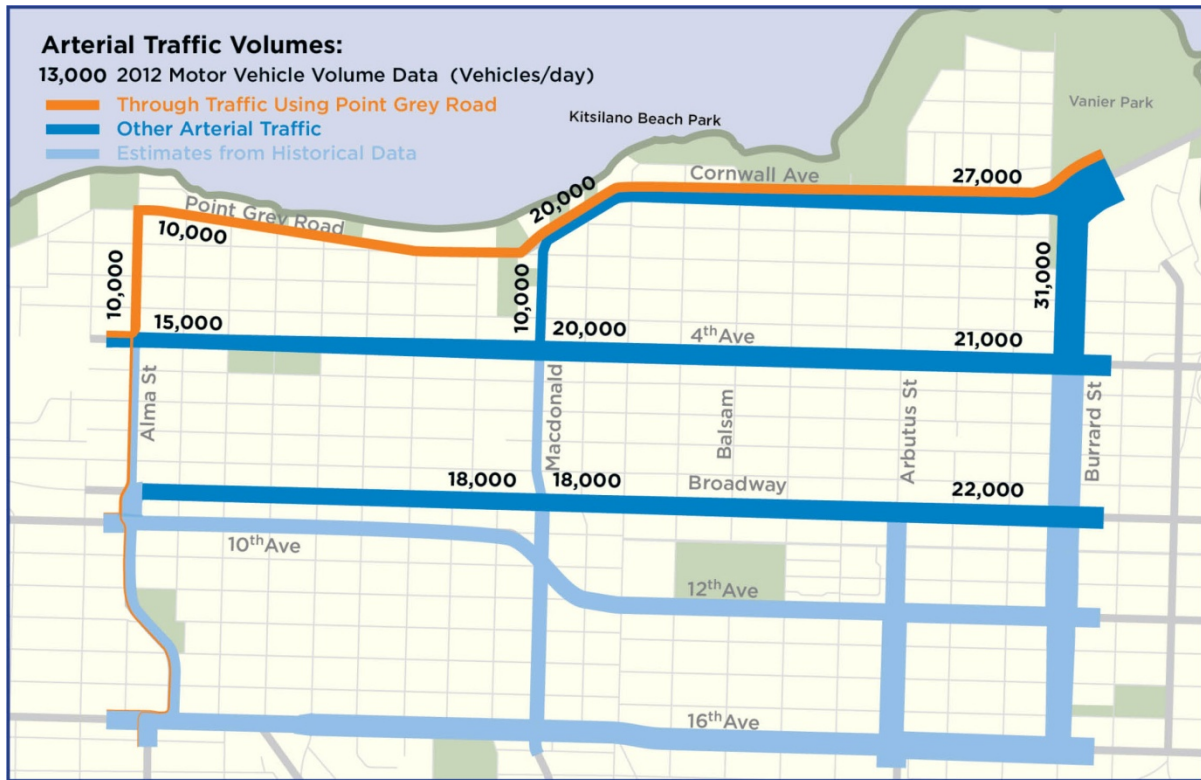 Arterial Traffic Volumes:
13,000 2012 Motor Vehicle Volume Data (Vehicles/day)
Through Traffic Using Point Grey Road
Other Arterial Traffic
Estimates from Historical Data
Kitsilano Beach Park
Vanier Park
Cornwall Ave
27,000
20,000
Point Grey Road
10,000
10,000
10,000
31,000
15,000
20,000
4th Ave
21,000
Alma St
Macdonald
Balsam
Arbutus St
Burrard St
18,000
18,000
Broadway
22,000
10th Ave
12th Ave
16th Ave